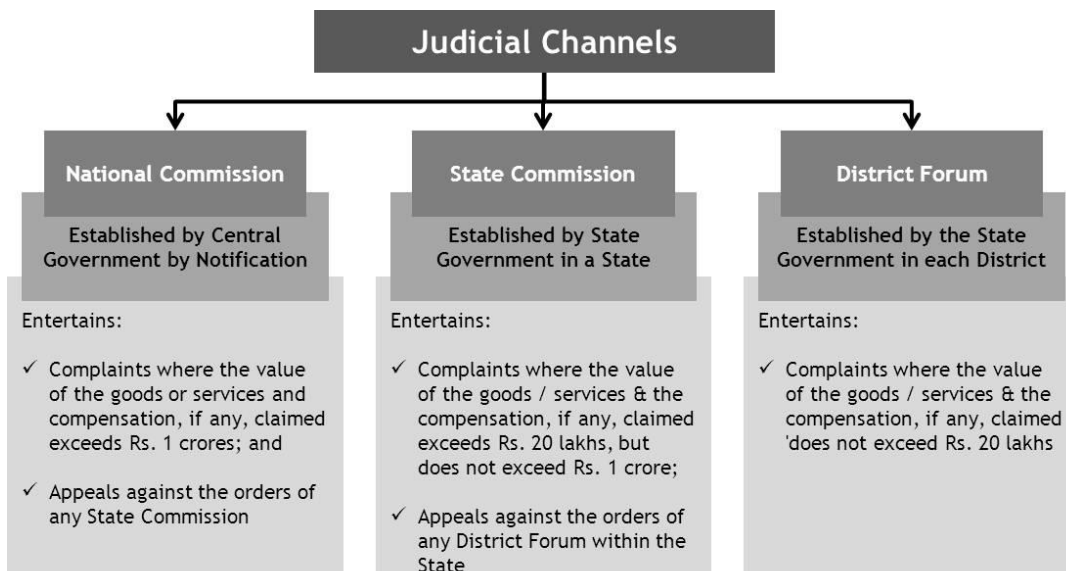 Judicial Channels
National Commission
Established by Central
Government by Notification
Entertains:
✓ Complaints where the value
of the goods or services and
compensation, if any, claimed
exceeds Rs. 1 crores; and
✓ Appeals against the orders of
any State Commission
State Commission
Established by State
Government in a State
Entertains:
✓ Complaints where the value
of the goods / services & the
compensation, if any, claimed
exceeds Rs. 20 lakhs, but
does not exceed Rs. 1 crore;
✓ Appeals against the orders of
any District Forum within the
State
District Forum
Established by the State
Government in each District
Entertains:
✓ Complaints where the value
of the goods / services & the
compensation, if any, claimed
'does not exceed Rs. 20 lakhs